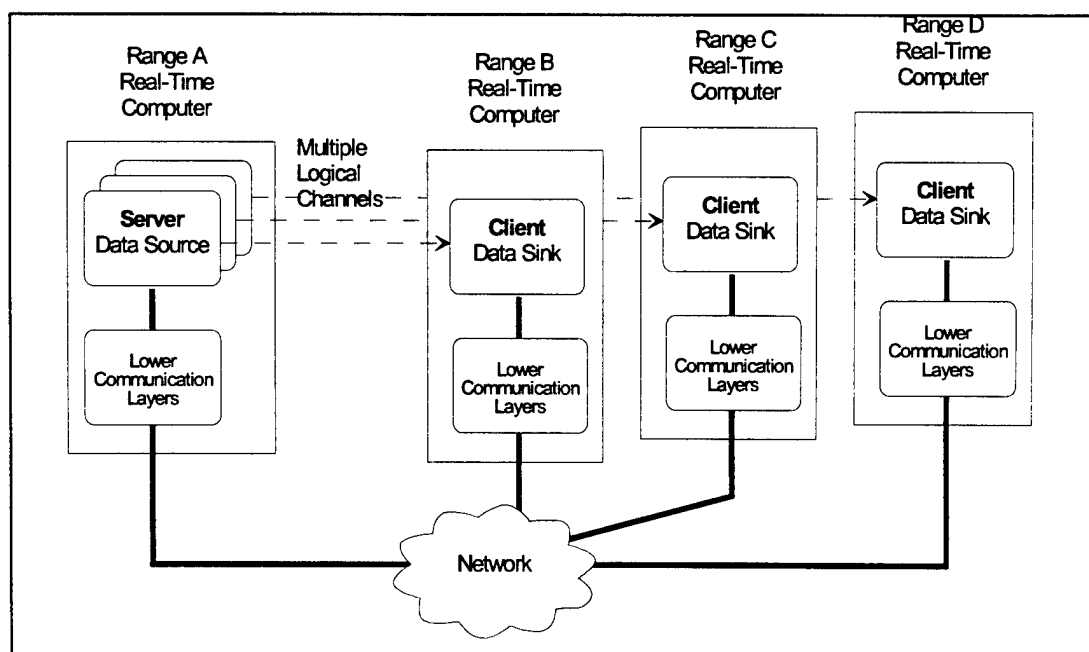 Range A
Real-Time
Computer
Range B
Real-Time
Computer
Range C
Real-Time
Computer
Range D
Real-Time
Computer
Multiple
Logical
Channels
Server
Data Source
Client
Data Sink
Client
Data Sink
Client
Data Sink
Lower
Communication
Layers
Lower
Communication
Layers
Lower
Communication
Layers
Lower
Communication
Layers
Network